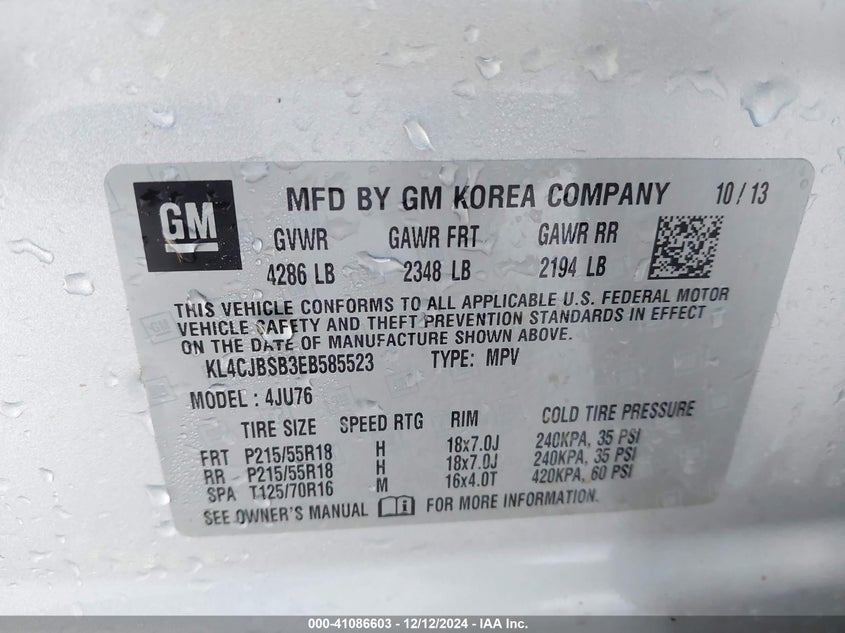 GM
MFD BY GM KOREA COMPANY 10/13
GVWR GAWR FRT GAWR RR
4286 LB 2348 LB 2194 LB
THIS VEHICLE CONFORMS TO ALL APPLICABLE U.S. FEDERAL MOTOR
VEHICLE SAFETY AND THEFT PREVENTION STANDARDS IN EFFECT
ON THE DATE OF MANUFACTURE SHOWN ABOVE.
KL4CJBSB3EB585523 TYPE: MPV
MODEL: 4JU76
TIRE SIZE SPEED RTG RIM COLD TIRE PRESSURE
FRT P215/55R18 H 18x7.0J 240KPA, 35 PSI
RR P215/55R18 H 18x7.0J 240KPA, 35 PSI
SPA T125/70R16 M 16x4.0T 420KPA, 60 PSI
SEE OWNER'S MANUAL FOR MORE INFORMATION.
000-41086603 - 12/12/2024 - IAA Inc.